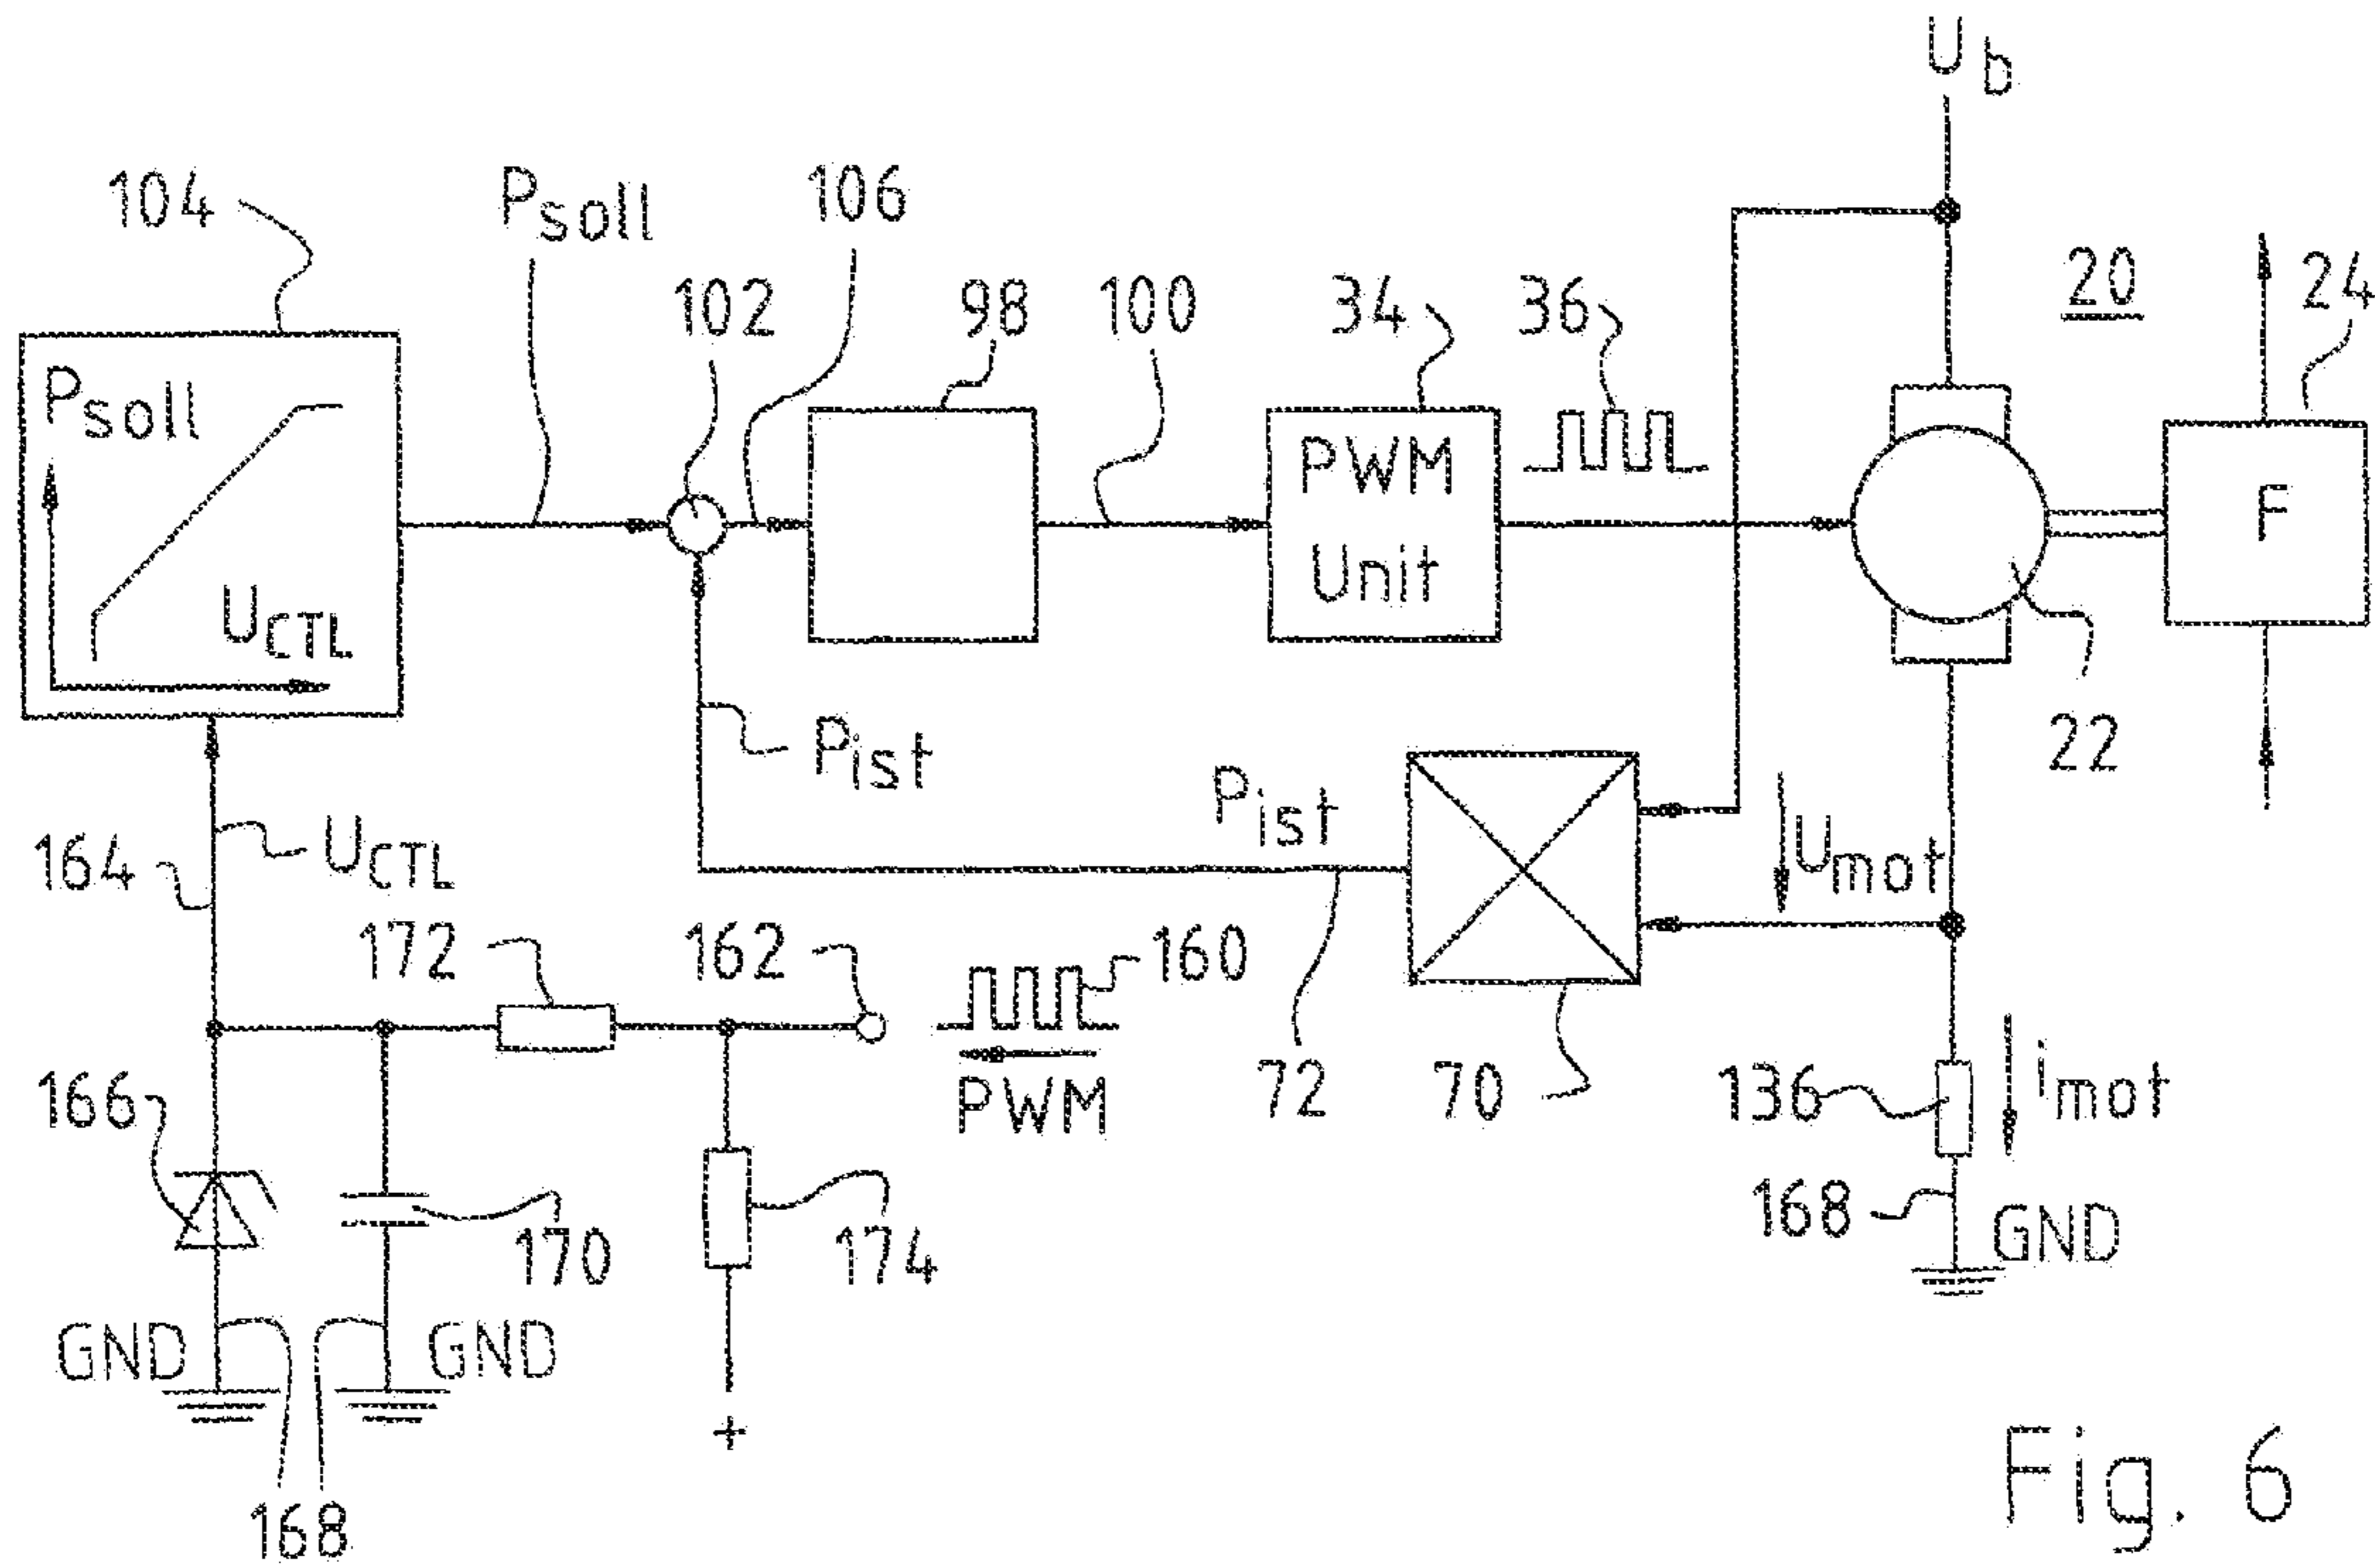 U_b
104
P_soll
106
102
98
100
34
36
20
24
P_soll
U_CTL
PWM
Unit
F
22
P_ist
P_ist
U_mot
164
U_CTL
172
162
160
PWM
72
70
136
i_mot
166
170
174
168
GND
GND
GND
+
168
Fig. 6